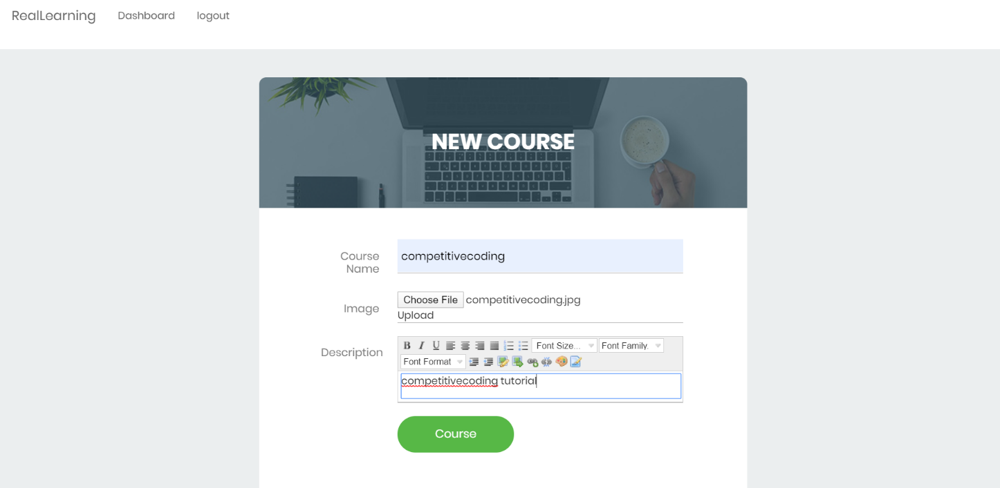 RealLearning Dashboard logout
NEW COURSE
Course
Name
competitivecoding
Image
Choose File competitivecoding.jpg
Upload
Description
B I U Font Size... Font Family.
Font Format
competitivecoding tutorial
Course